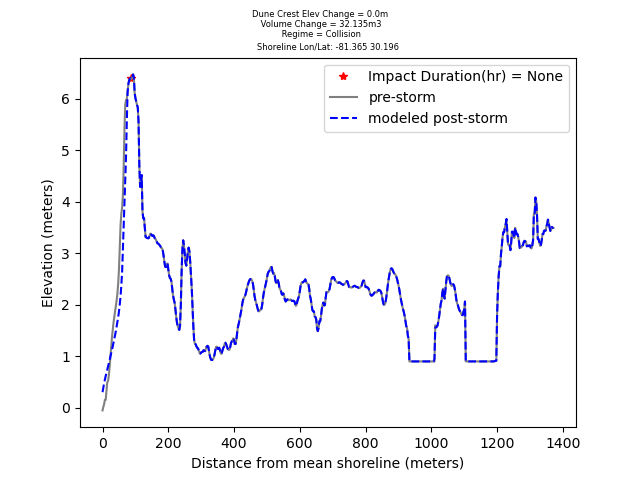 Dune Crest Elev Change = 0.0m
Volume Change = 32.135m3
Regime = Collision
Shoreline Lon/Lat: -81.365 30.196
Impact Duration(hr) = None
pre-storm
modeled post-storm
Elevation (meters)
6
5
4
3
2
1
0
0 200 400 600 800 1000 1200 1400
Distance from mean shoreline (meters)